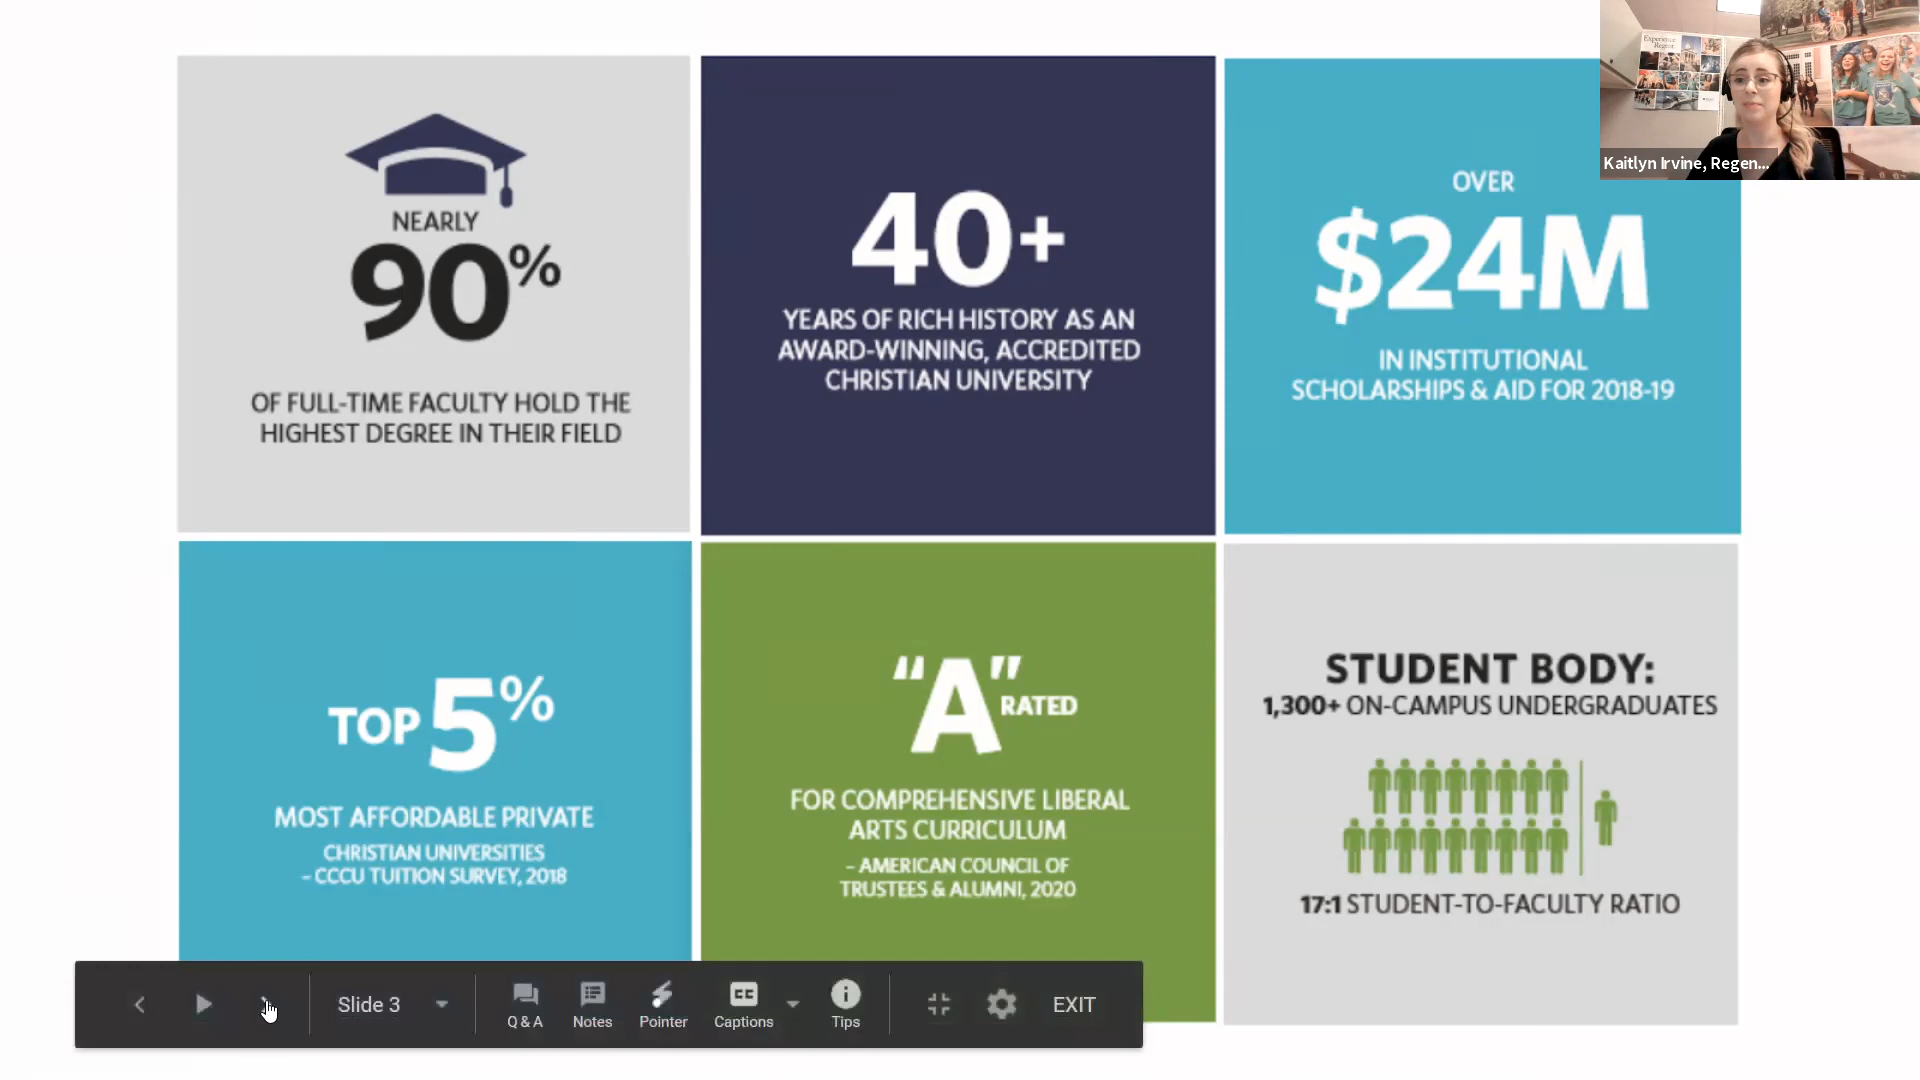 NEARLY
90%
OF FULL-TIME FACULTY HOLD THE
HIGHEST DEGREE IN THEIR FIELD
40+
YEARS OF RICH HISTORY AS AN
AWARD-WINNING, ACCREDITED
CHRISTIAN UNIVERSITY
OVER
$24M
IN INSTITUTIONAL
SCHOLARSHIPS & AID FOR 2018-19
Experience
Regent
Kaitlyn Irvine, Regen...
TOP 5%
MOST AFFORDABLE PRIVATE
CHRISTIAN UNIVERSITIES
– CCCU TUITION SURVEY, 2018
"A" RATED
FOR COMPREHENSIVE LIBERAL
ARTS CURRICULUM
– AMERICAN COUNCIL OF
TRUSTEES & ALUMNI, 2020
STUDENT BODY:
1,300+ ON-CAMPUS UNDERGRADUATES
17:1 STUDENT-TO-FACULTY RATIO
Slide 3
Q & A
Notes
Pointer
CC
Captions
Tips
EXIT